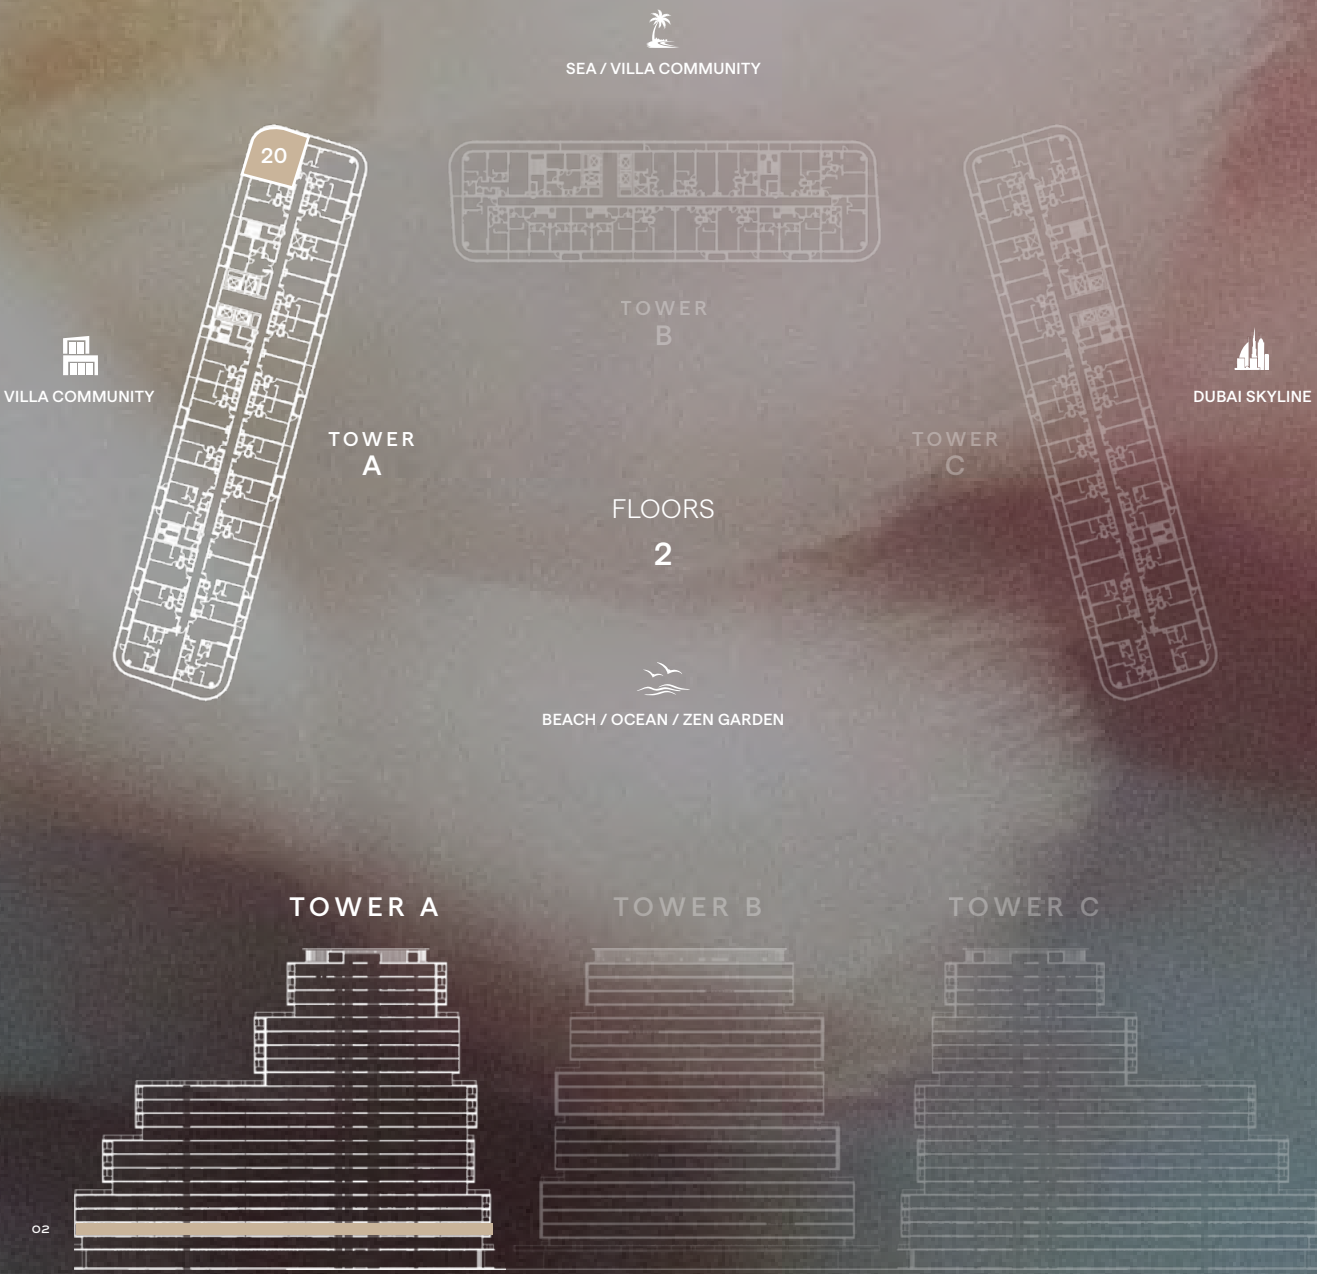 SEA / VILLA COMMUNITY
20
TOWER
B
VILLA COMMUNITY
DUBAI SKYLINE
TOWER
A
TOWER
C
FLOORS
2
BEACH / OCEAN / ZEN GARDEN
TOWER A
TOWER B
TOWER C
02